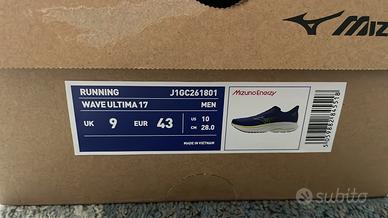 MIZUNO
RUNNING J1GC261801
WAVE ULTIMA 17 MEN
MizunoEnerzy
UK 9 EUR 43 US 10
CM 28.0
MADE IN VIETNAM
subito